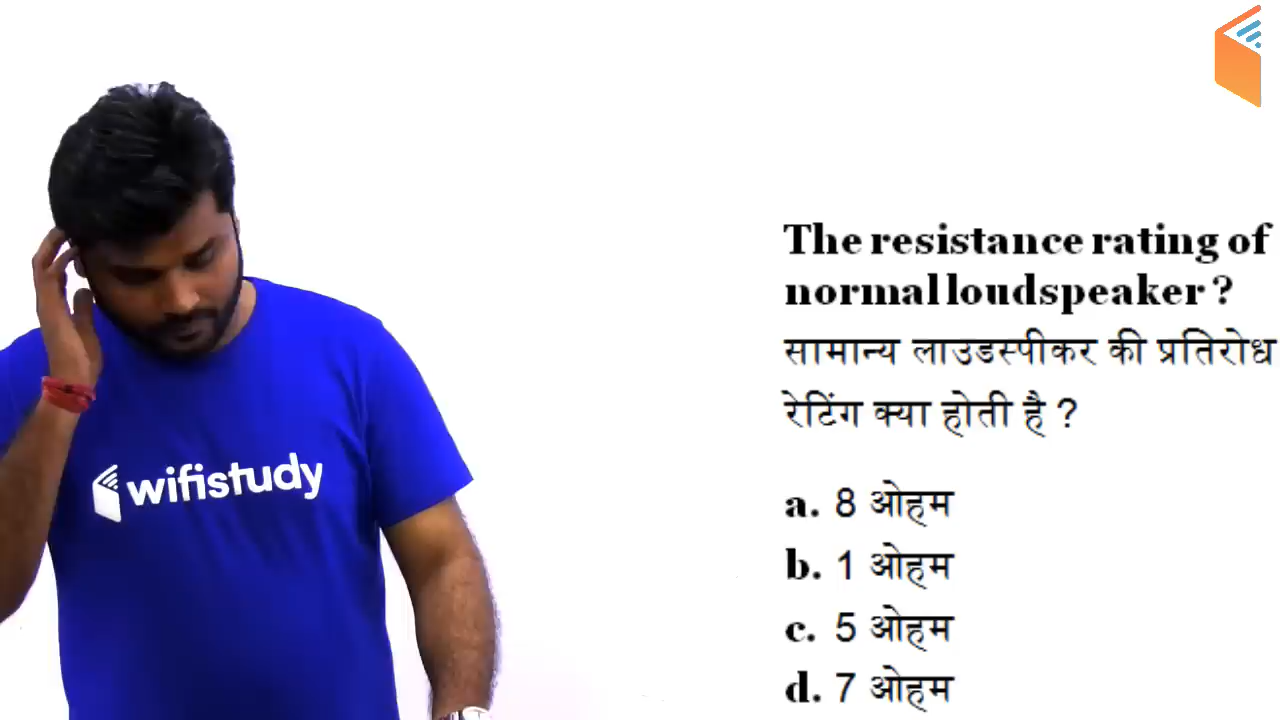 wifistudy
The resistance rating of
normal loudspeaker ?
सामान्य लाउडस्पीकर की प्रतिरोध
रेटिंग क्या होती है ?
a. 8 ओहम
b. 1 ओहम
c. 5 ओहम
d. 7 ओहम